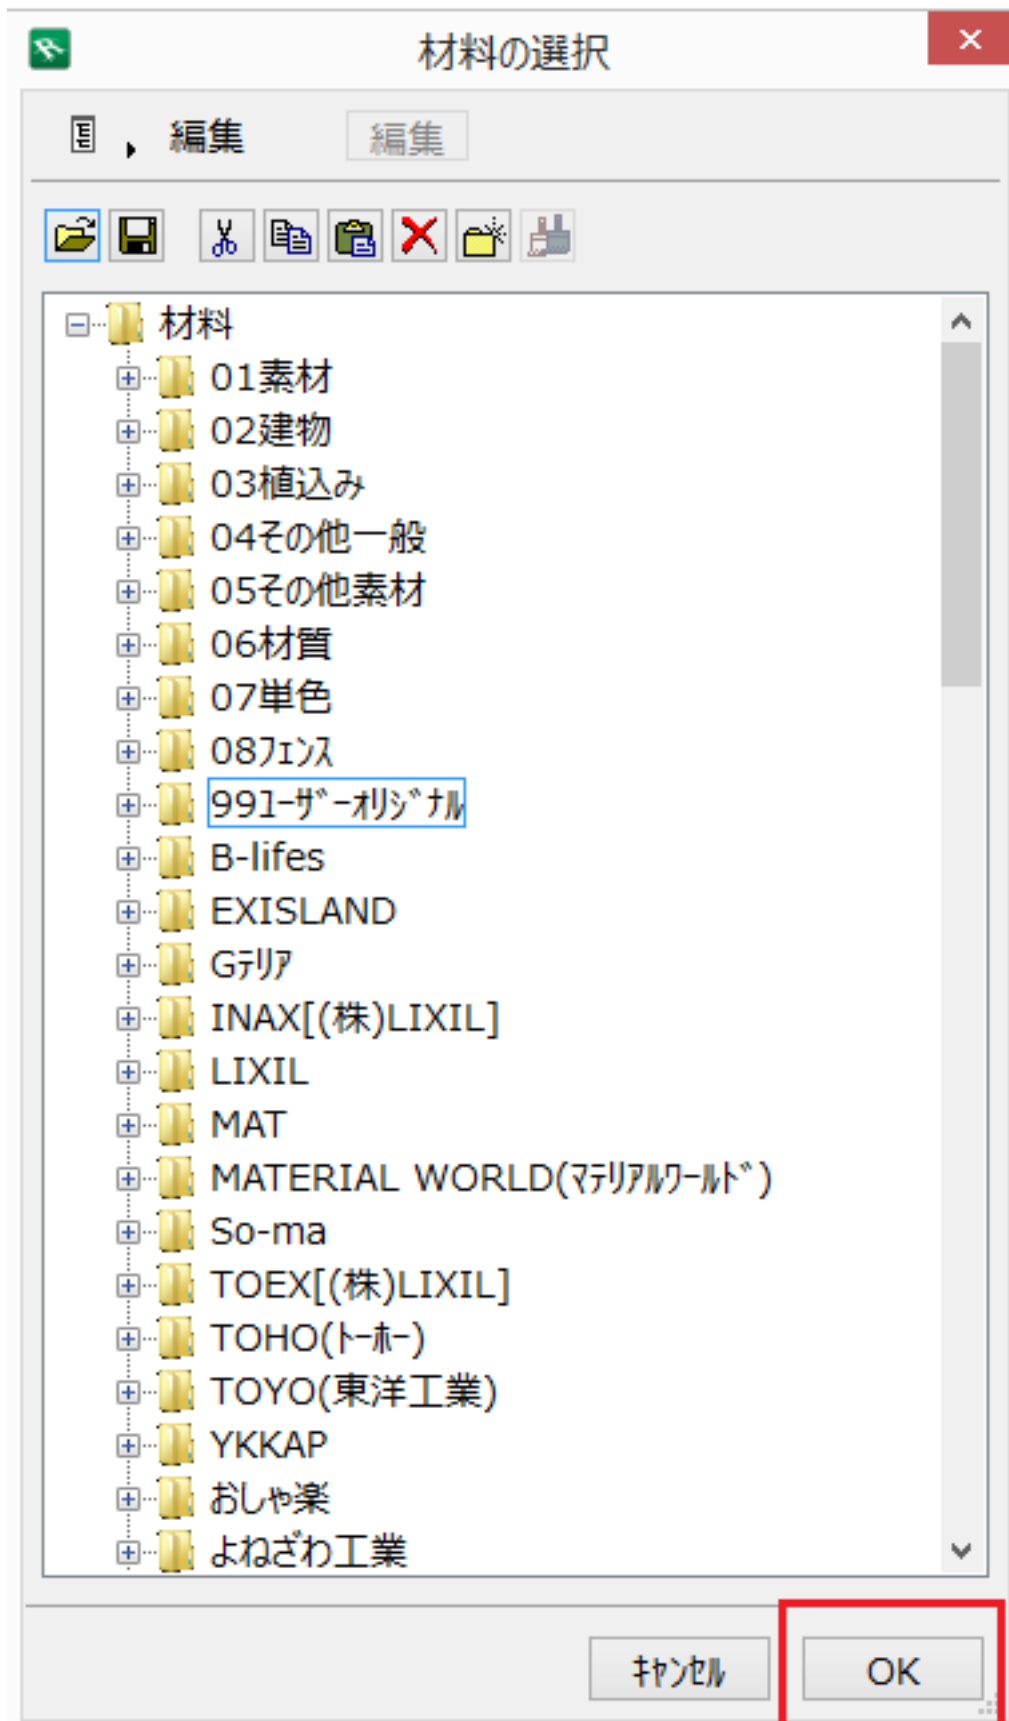 材料の選択
編集 編集
材料
01素材
02建物
03植込み
04その他一般
05その他素材
06材質
07単色
08ﾌｪﾝｽ
99ﾕｰｻﾞｰｵﾘｼﾞﾅﾙ
B-lifes
EXISLAND
Gﾃﾘｱ
INAX[(株)LIXIL]
LIXIL
MAT
MATERIAL WORLD(ﾏﾃﾘｱﾙﾜｰﾙﾄﾞ)
So-ma
TOEX[(株)LIXIL]
TOHO(ﾄｰﾎｰ)
TOYO(東洋工業)
YKKAP
おしゃ楽
よねざわ工業
ｷｬﾝｾﾙ OK